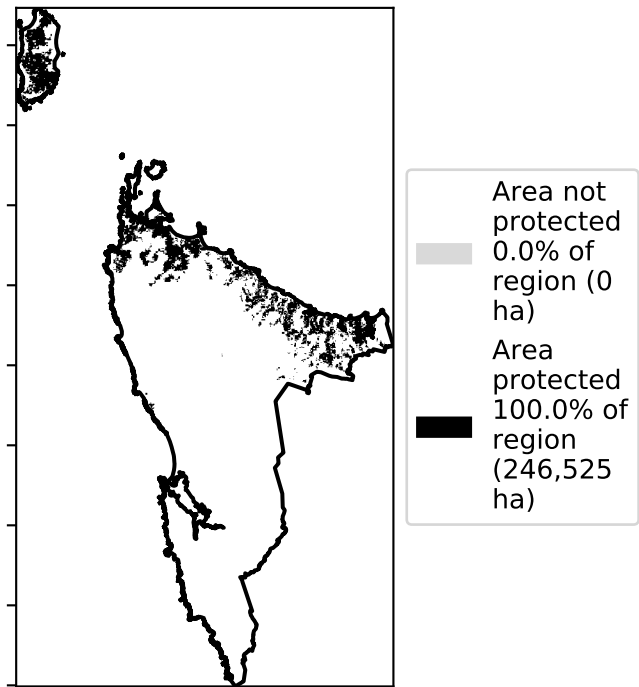 Area not
protected
0.0% of
region (0
ha)
Area
protected
100.0% of
region
(246,525
ha)